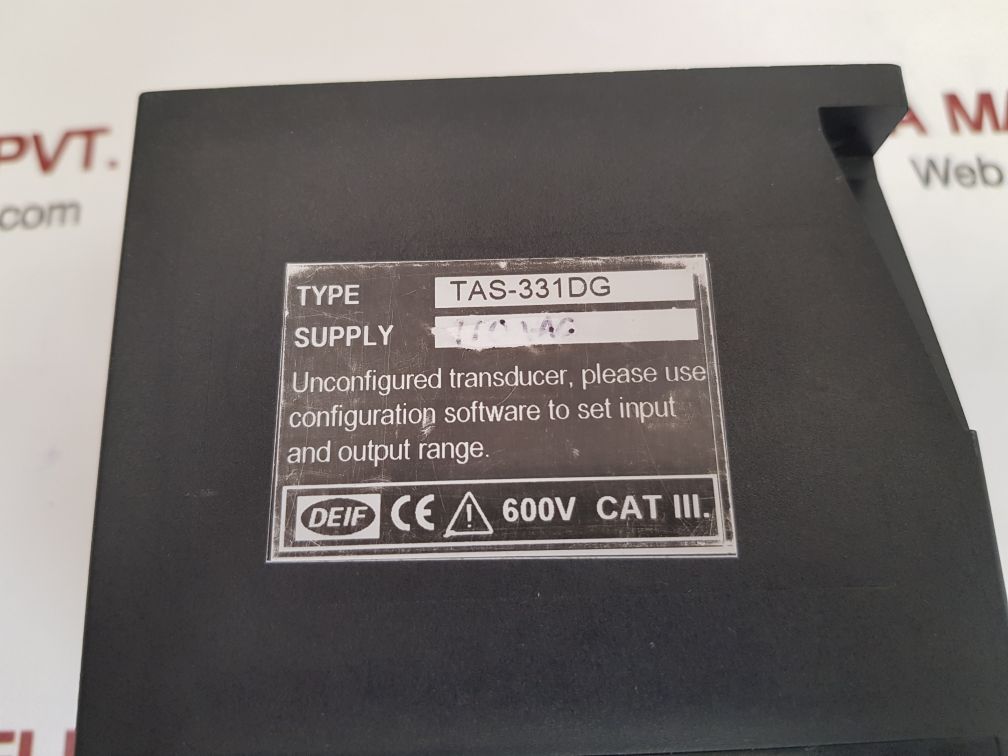 PVT.
.com
A MA
Web.
TYPE TAS-331DG
SUPPLY
Unconfigured transducer, please use
configuration software to set input
and output range.
DEIF CE 600V CAT III.